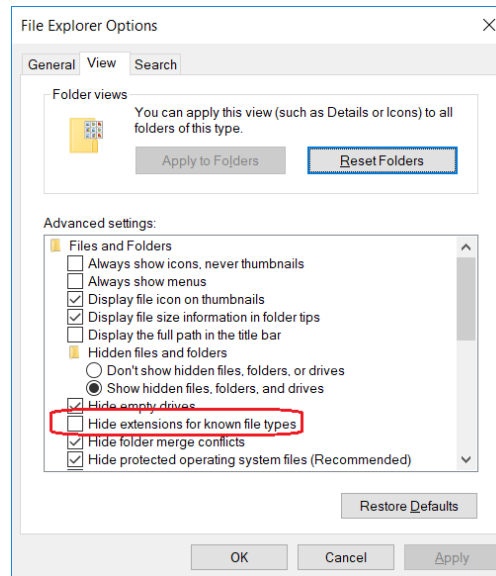 File Explorer Options
General View Search
Folder views
You can apply this view (such as Details or Icons) to all
folders of this type.
Apply to Folders Reset Folders
Advanced settings:
Files and Folders
Always show icons, never thumbnails
Always show menus
Display file icon on thumbnails
Display file size information in folder tips
Display the full path in the title bar
Hidden files and folders
Don't show hidden files, folders, or drives
Show hidden files, folders, and drives
Hide empty drives
Hide extensions for known file types
Hide folder merge conflicts
Hide protected operating system files (Recommended)
Restore Defaults
OK Cancel Apply